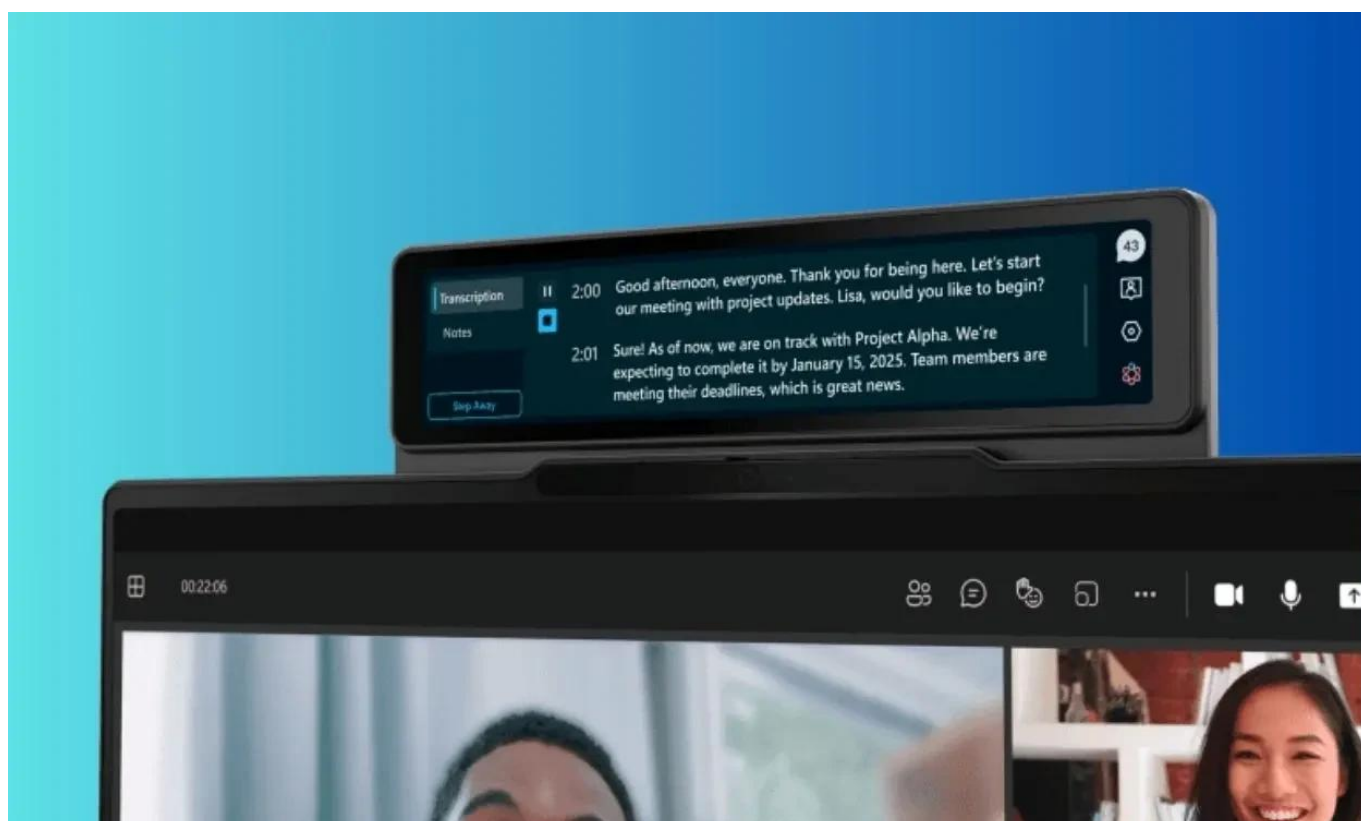 Transcription
Notes
Step Away
2:00 Good afternoon, everyone. Thank you for being here. Let's start
our meeting with project updates. Lisa, would you like to begin?
2:01 Sure! As of now, we are on track with Project Alpha. We're
expecting to complete it by January 15, 2025. Team members are
meeting their deadlines, which is great news.
43
00:22:06